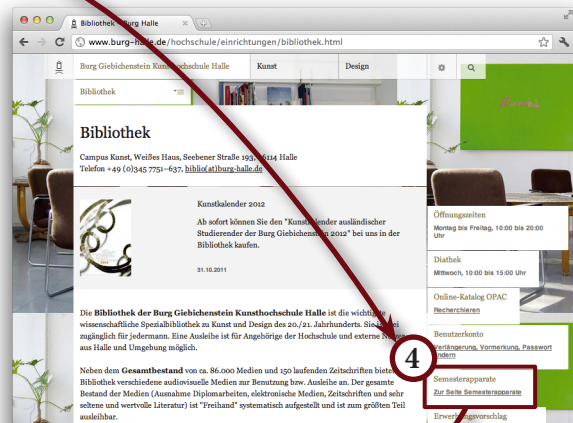 Bibliothek – Burg Halle
www.burg-halle.de/hochschule/einrichtungen/bibliothek.html
Burg Giebichenstein Kunsthochschule Halle
Kunst
Design
Bibliothek
Bibliothek
Campus Kunst, Weißes Haus, Seebener Straße 193, 06114 Halle
Telefon +49 (0)345 7751–637, biblio(at)burg-halle.de
Kunstkalender 2012
Ab sofort können Sie den "Kunstkalender ausländischer
Studierender der Burg Giebichenstein 2012" bei uns in der
Bibliothek kaufen.
31.10.2011
Die Bibliothek der Burg Giebichenstein Kunsthochschule Halle ist die wichtigste
wissenschaftliche Spezialbibliothek zu Kunst und Design des 20./21. Jahrhunderts. Sie ist frei
zugänglich für jedermann. Eine Ausleihe ist für Angehörige der Hochschule und externe Nutzer
aus Halle und Umgebung möglich.
Neben dem Gesamtbestand von ca. 86.000 Medien und 150 laufenden Zeitschriften bietet
Bibliothek verschiedene audiovisuelle Medien zur Benutzung bzw. Ausleihe an. Der gesamte
Bestand der Medien (Ausnahme Diplomarbeiten, elektronische Medien, Zeitschriften und sehr
seltene und wertvolle Literatur) ist "Freihand" systematisch aufgestellt und ist zum größten Teil
ausleihbar.
Öffnungszeiten
Montag bis Freitag, 10:00 bis 20:00
Uhr
Diathek
Mittwoch, 10:00 bis 15:00 Uhr
Online-Katalog OPAC
Recherchieren
Benutzerkonto
Verlängerung, Vormerkung, Passwort
ändern
4
Semesterapparate
Zur Seite Semesterapparate
Erwerbungsvorschlag